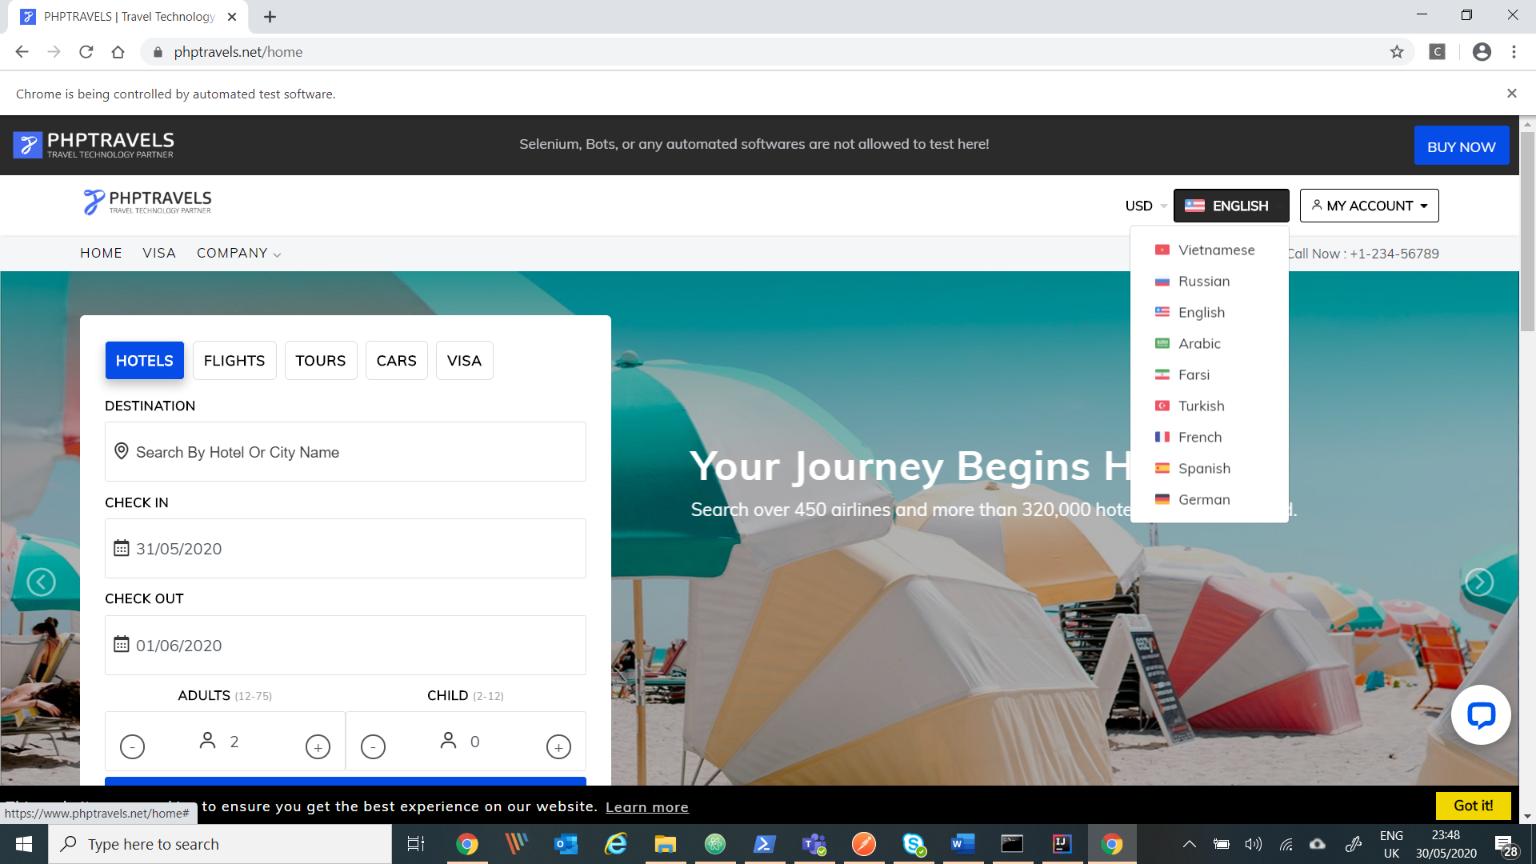 PHPTRAVELS | Travel Technology
phptravels.net/home
Chrome is being controlled by automated test software.
PHPTRAVELS
TRAVEL TECHNOLOGY PARTNER
Selenium, Bots, or any automated softwares are not allowed to test here!
BUY NOW
PHPTRAVELS
TRAVEL TECHNOLOGY PARTNER
USD
ENGLISH
MY ACCOUNT
HOME VISA COMPANY
Call Now : +1-234-56789
Vietnamese
Russian
English
Arabic
Farsi
Turkish
French
Spanish
German
HOTELS FLIGHTS TOURS CARS VISA
DESTINATION
Search By Hotel Or City Name
CHECK IN
31/05/2020
CHECK OUT
01/06/2020
ADULTS (12-75) CHILD (2-12)
- 2 + - 0 +
Your Journey Begins H
Search over 450 airlines and more than 320,000 hote
to ensure you get the best experience on our website. Learn more
Got it!
https://www.phptravels.net/home#
Type here to search
ENG
UK
23:48
30/05/2020
28